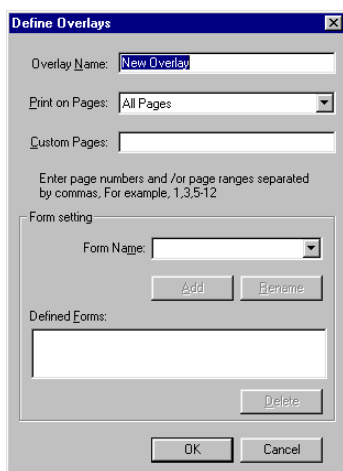 Define Overlays
Overlay Name: New Overlay
Print on Pages: All Pages
Custom Pages:
Enter page numbers and /or page ranges separated
by commas, For example, 1,3,5-12
Form setting
Form Name:
Add Rename
Defined Forms:
Delete
OK Cancel